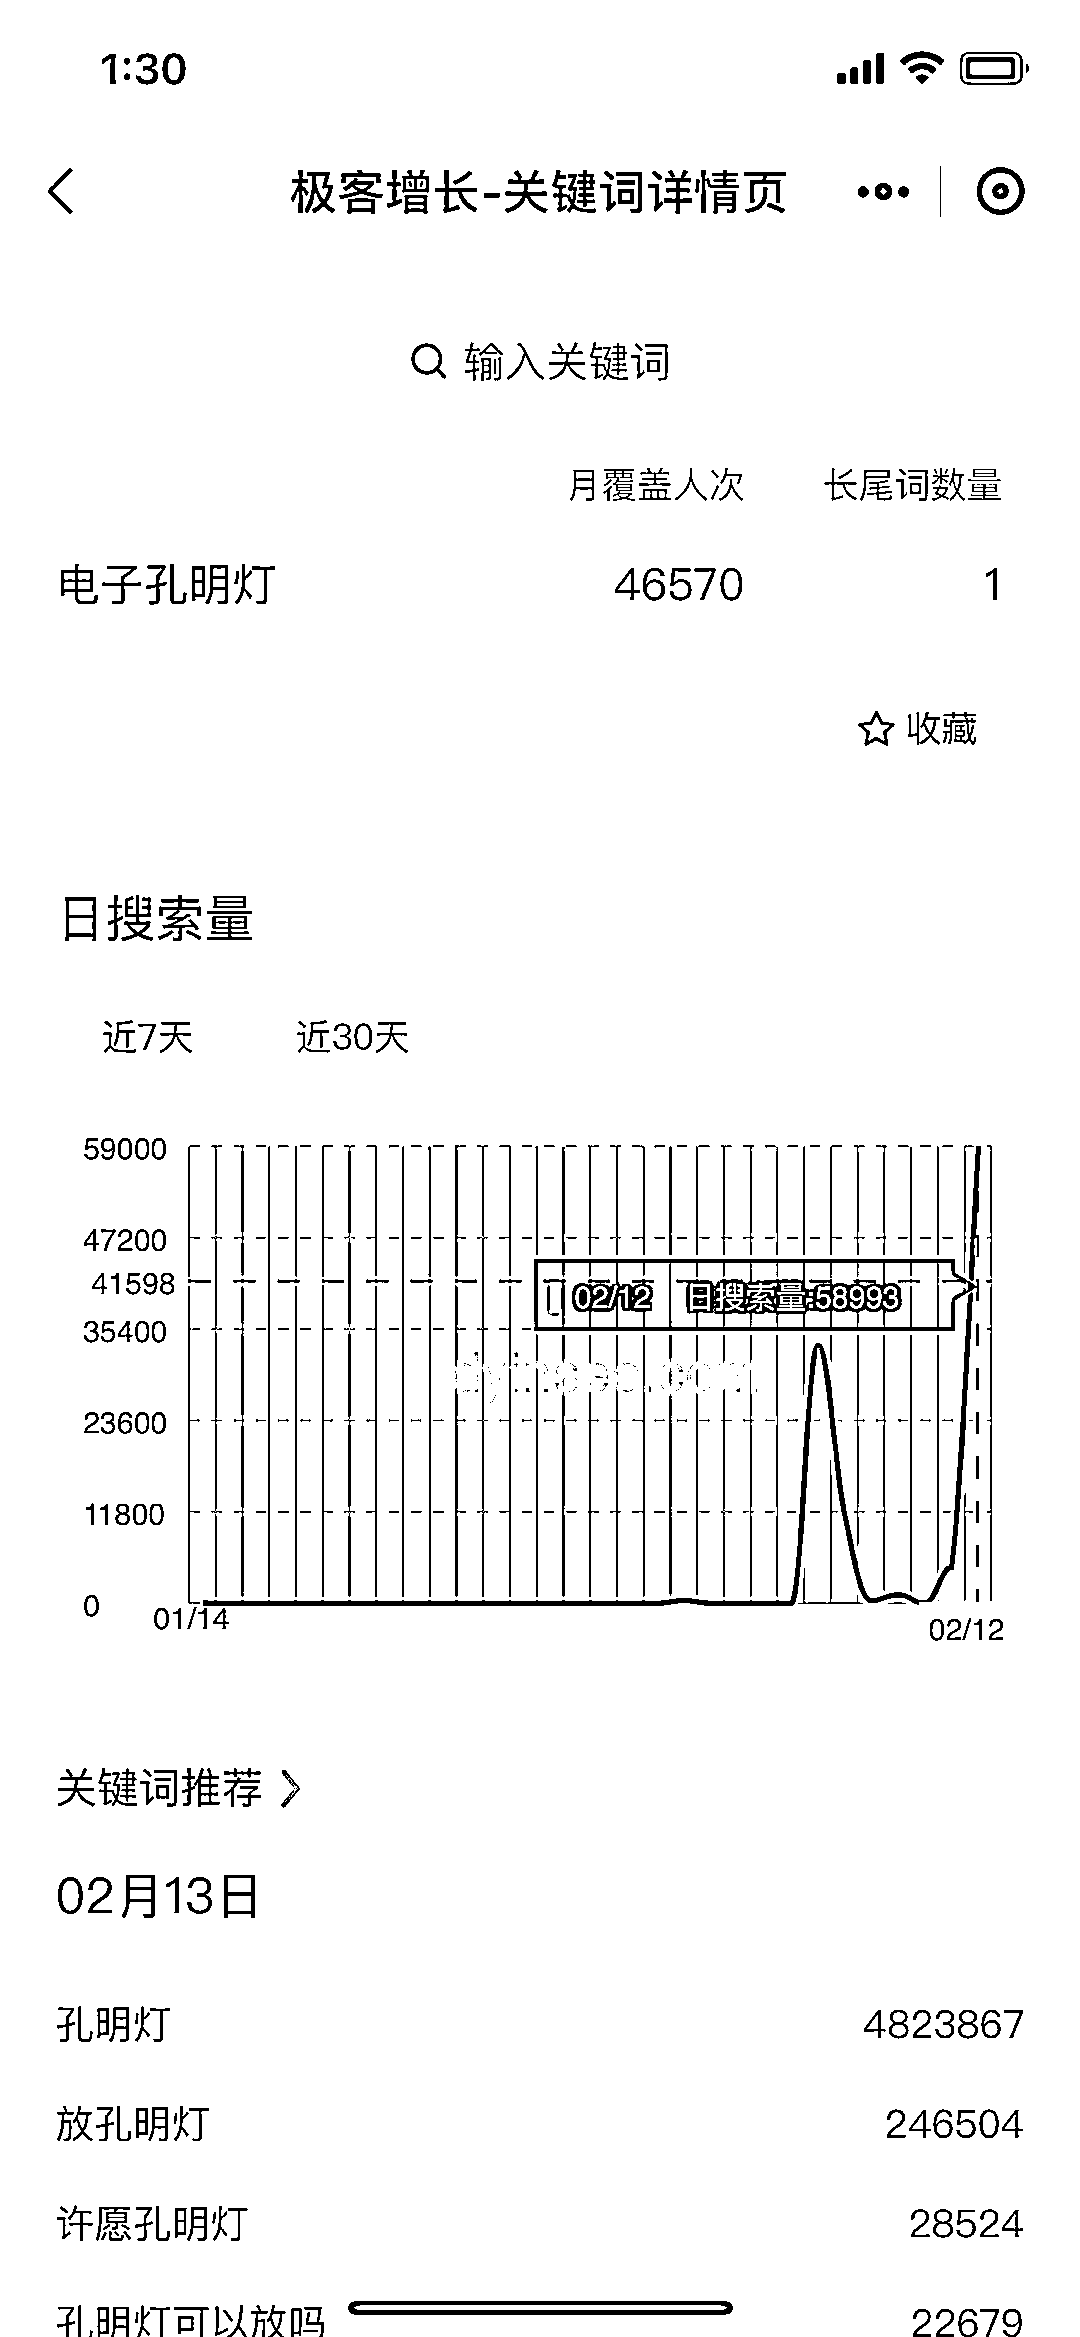 1:30
极客增长-关键词详情页
输入关键词
月覆盖人次 长尾词数量
电子孔明灯 46570 1
收藏
日搜索量
近7天 近30天
59000
47200
41598
02/12 日搜索量:58993
35400
23600
11800
0
01/14
02/12
关键词推荐
02月13日
孔明灯 4823867
放孔明灯 246504
许愿孔明灯 28524
孔明灯可以放吗 22679